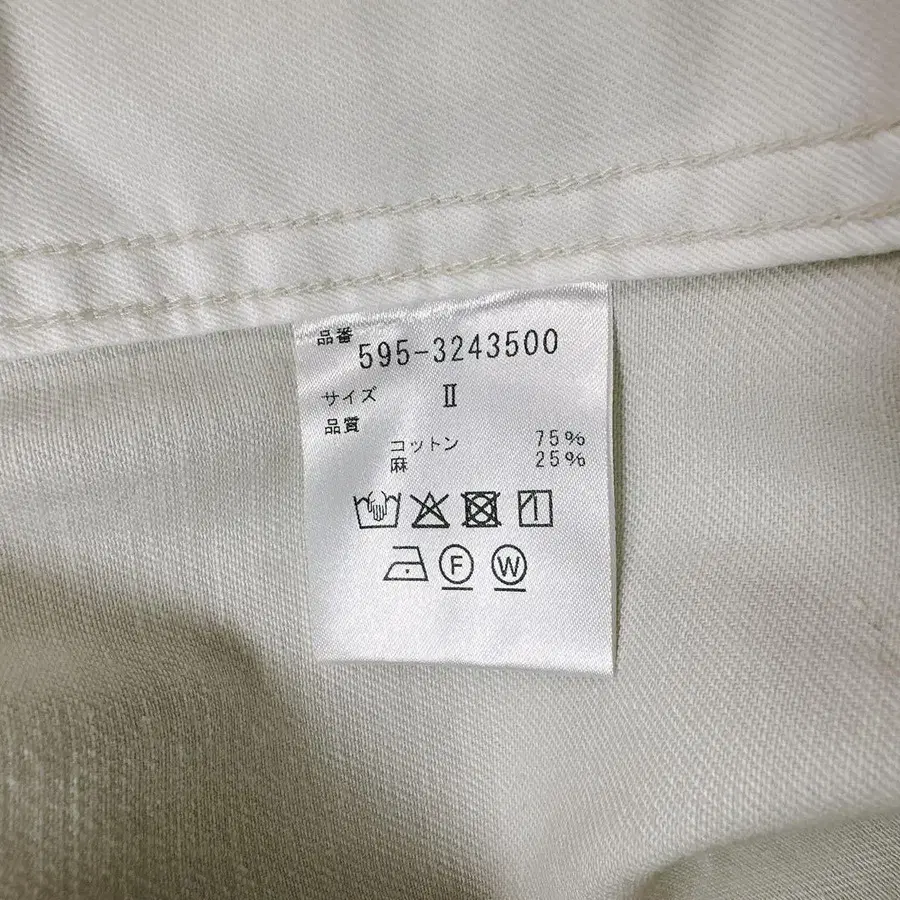 品番
595-3243500
サイズ Ⅱ
品質
コットン 75%
麻 25%
F W